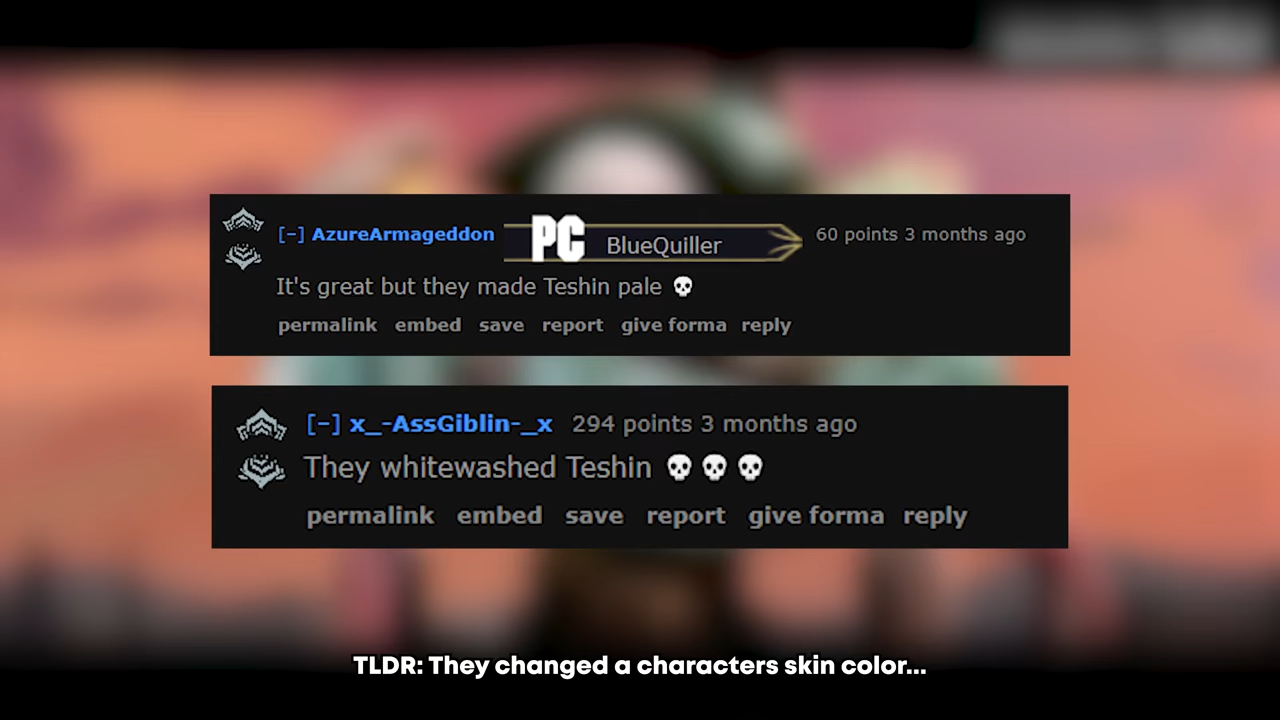 [-] AzureArmageddon PC BlueQuiller 60 points 3 months ago
It's great but they made Teshin pale 💀
permalink embed save report give forma reply
[-] x_-AssGiblin-_x 294 points 3 months ago
They whitewashed Teshin 💀💀💀
permalink embed save report give forma reply
TLDR: They changed a characters skin color...